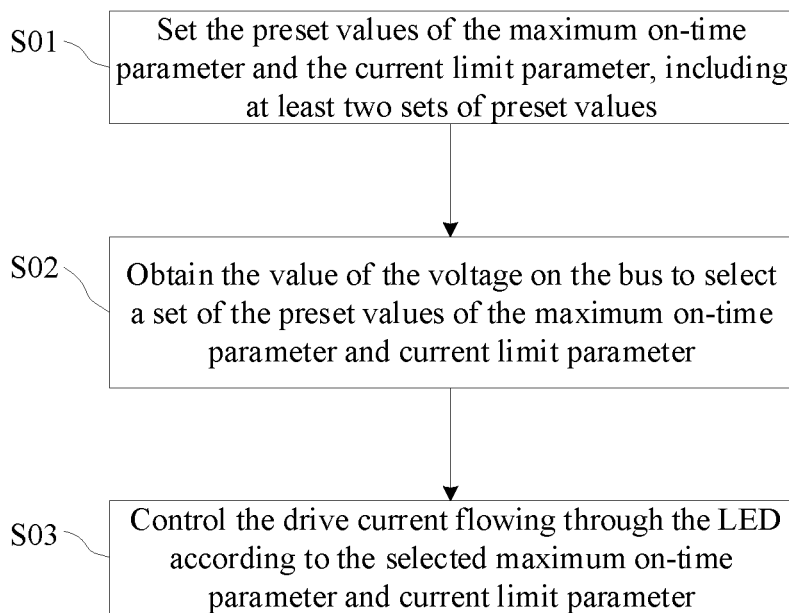 S01
Set the preset values of the maximum on-time
parameter and the current limit parameter, including
at least two sets of preset values
S02
Obtain the value of the voltage on the bus to select
a set of the preset values of the maximum on-time
parameter and current limit parameter
S03
Control the drive current flowing through the LED
according to the selected maximum on-time
parameter and current limit parameter